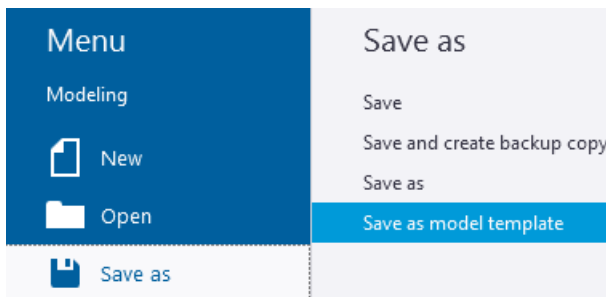 Menu
Modeling
New
Open
Save as
Save as
Save
Save and create backup copy
Save as
Save as model template